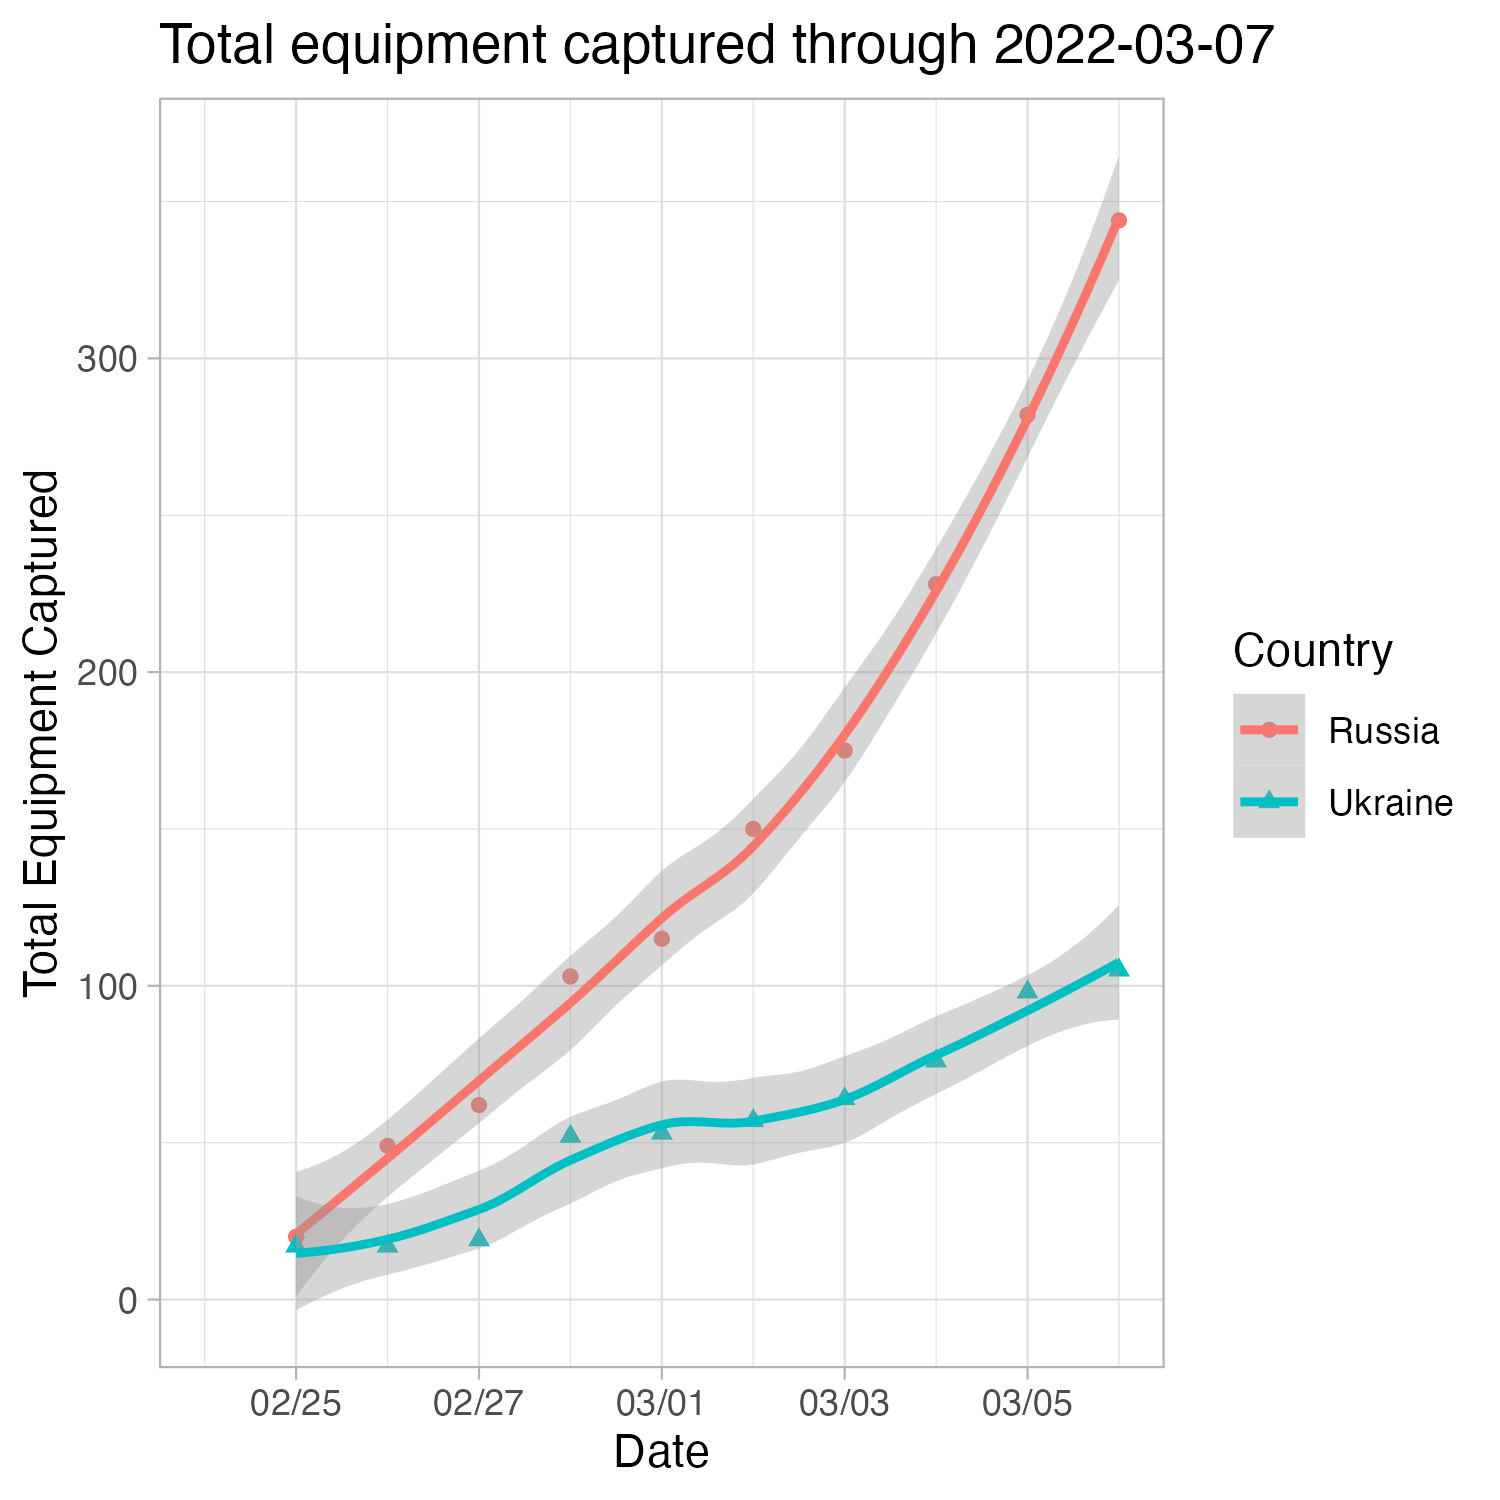 Total equipment captured through 2022-03-07
Total Equipment Captured
300
200
100
0
02/25
02/27
03/01
03/03
03/05
Date
Country
Russia
Ukraine